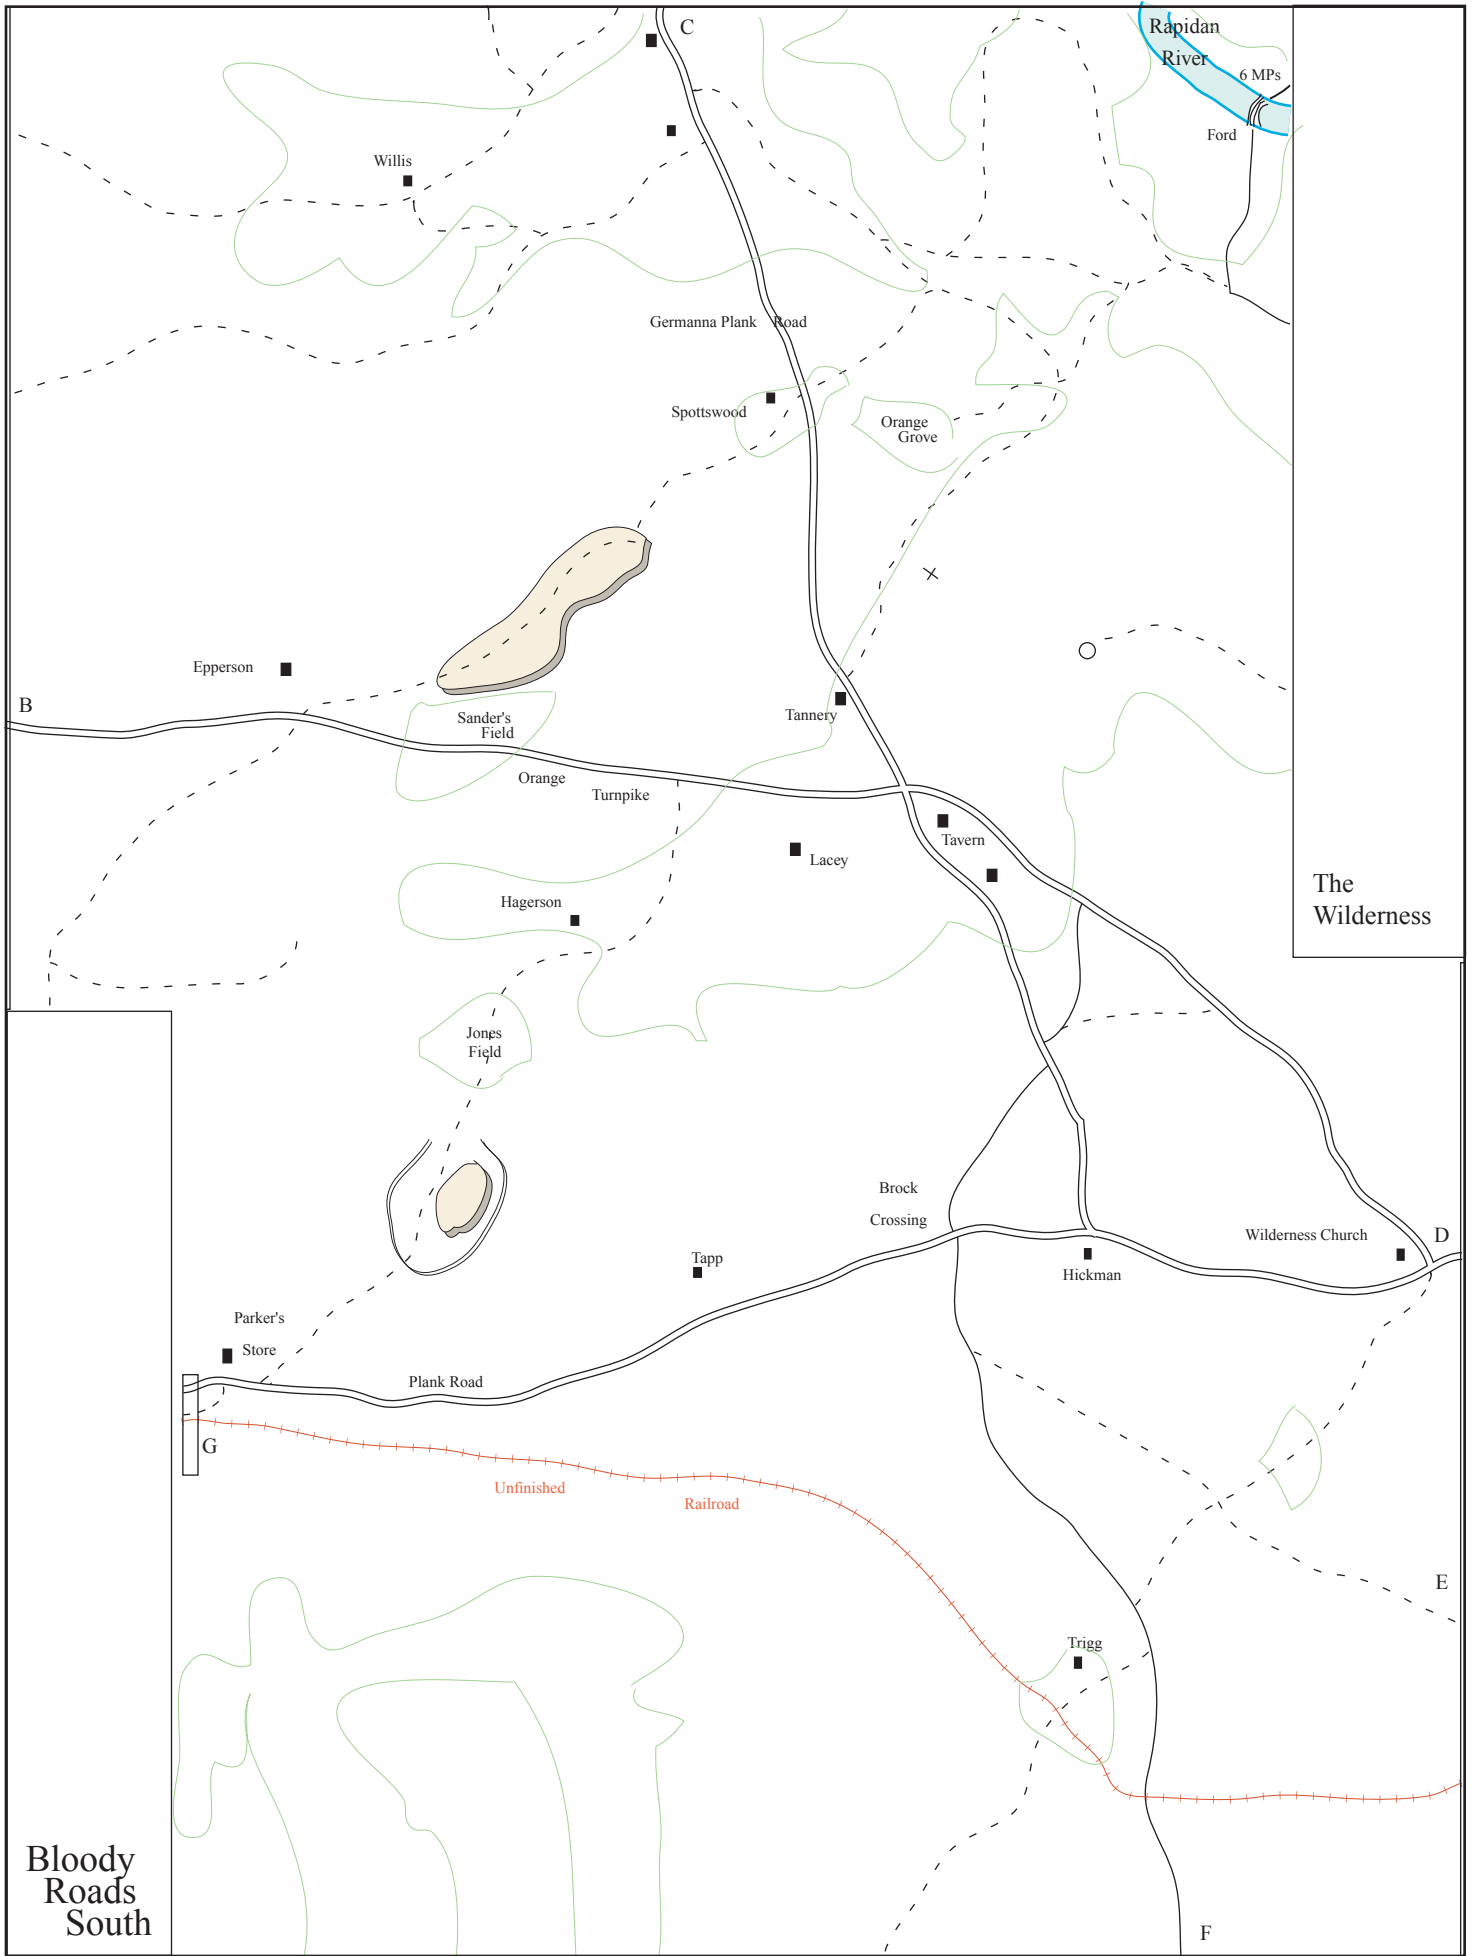 C
Rapidan
River
6 MPs
Ford
Willis
Germanna Plank Road
Spottswood
Orange
Grove
Epperson
B
Sander's
Field
Tannery
Orange
Turnpike
Tavern
Lacey
The
Wilderness
Hagerson
Jones
Field
Brock
Crossing
Wilderness Church
D
Tapp
Hickman
Parker's
Store
Plank Road
G
Unfinished
Railroad
E
Trigg
Bloody
Roads
South
F